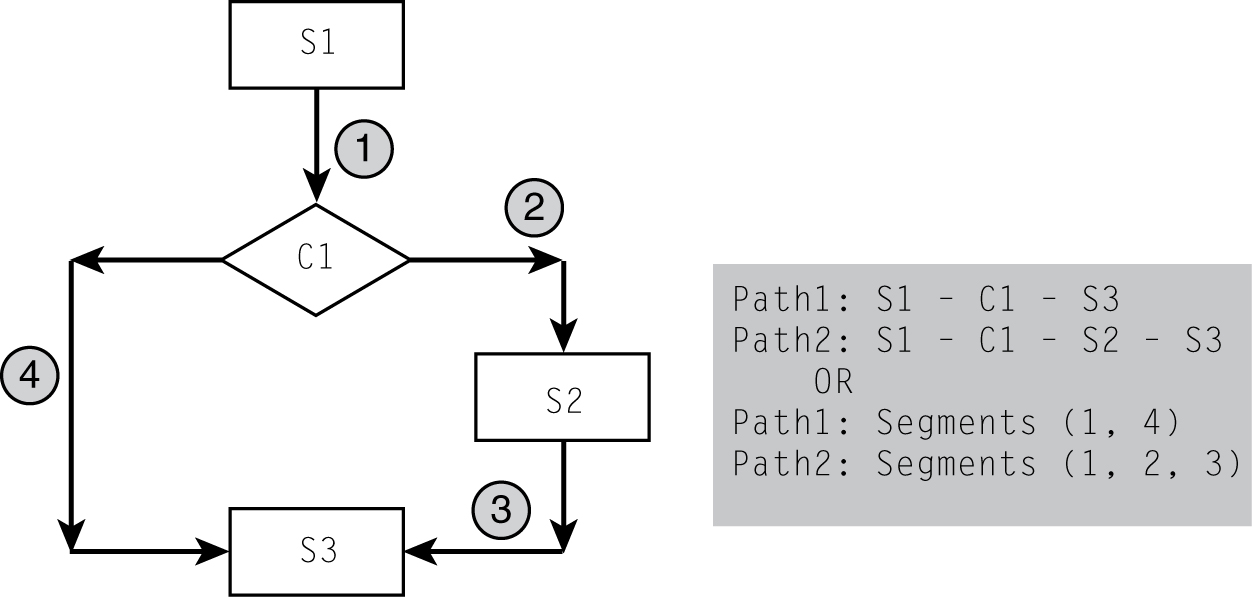 S1
1
2
C1
4
S2
3
S3
Path1: S1 - C1 - S3
Path2: S1 - C1 - S2 - S3
OR
Path1: Segments (1, 4)
Path2: Segments (1, 2, 3)